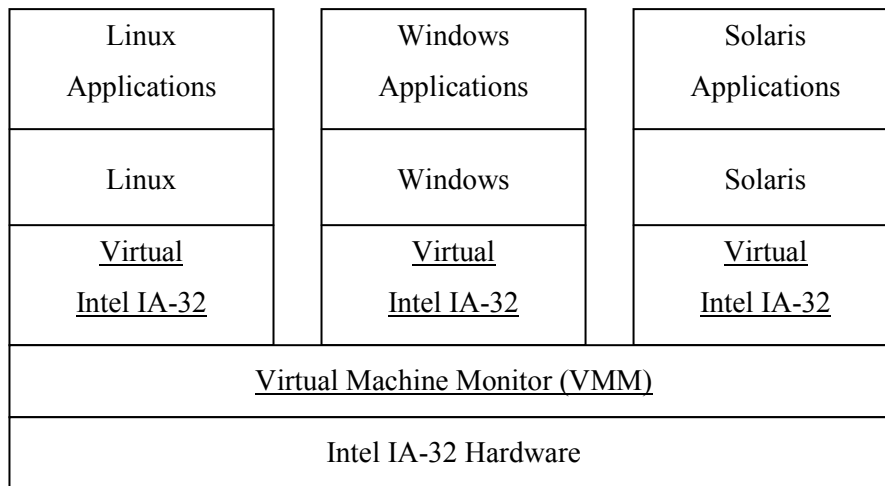 Linux
Applications
Windows
Applications
Solaris
Applications
Linux
Windows
Solaris
Virtual
Intel IA-32
Virtual
Intel IA-32
Virtual
Intel IA-32
Virtual Machine Monitor (VMM)
Intel IA-32 Hardware